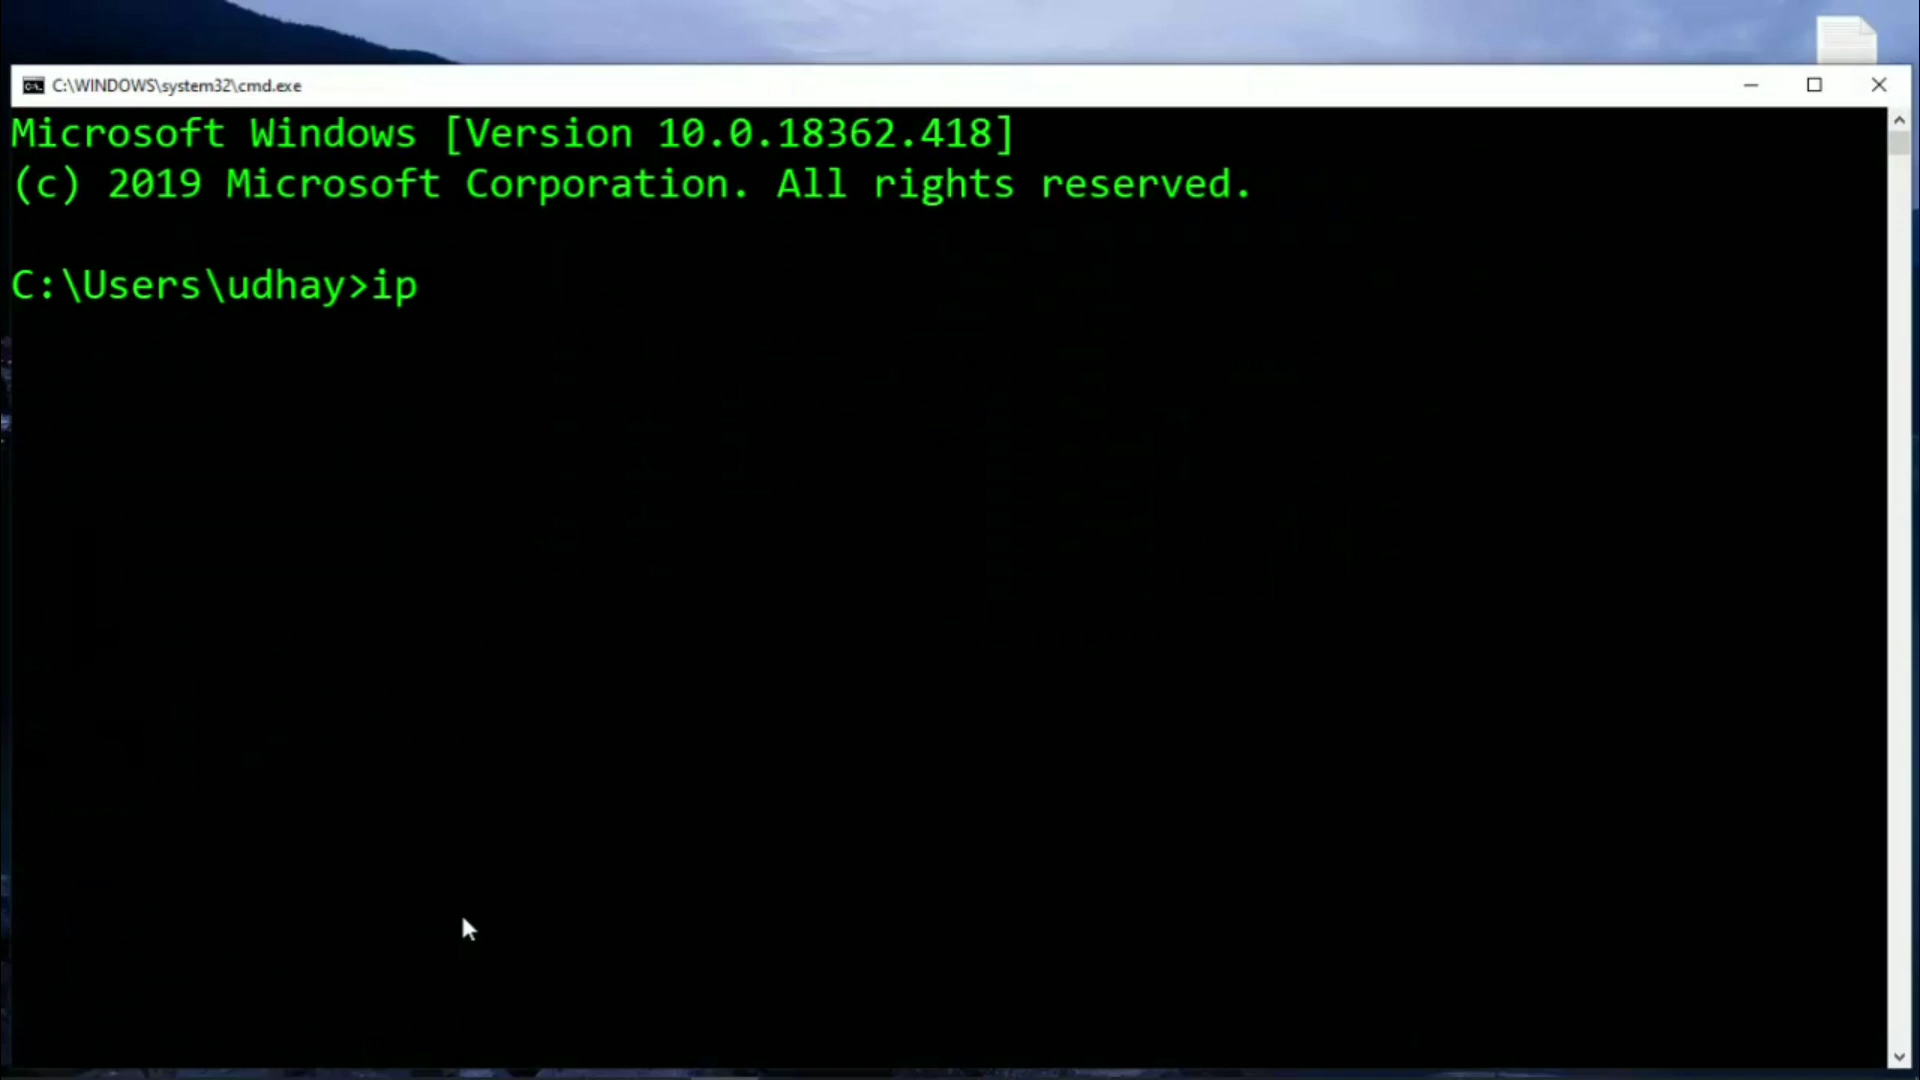 C:\WINDOWS\system32\cmd.exe
Microsoft Windows [Version 10.0.18362.418]
(c) 2019 Microsoft Corporation. All rights reserved.
C:\Users\udhay>ip